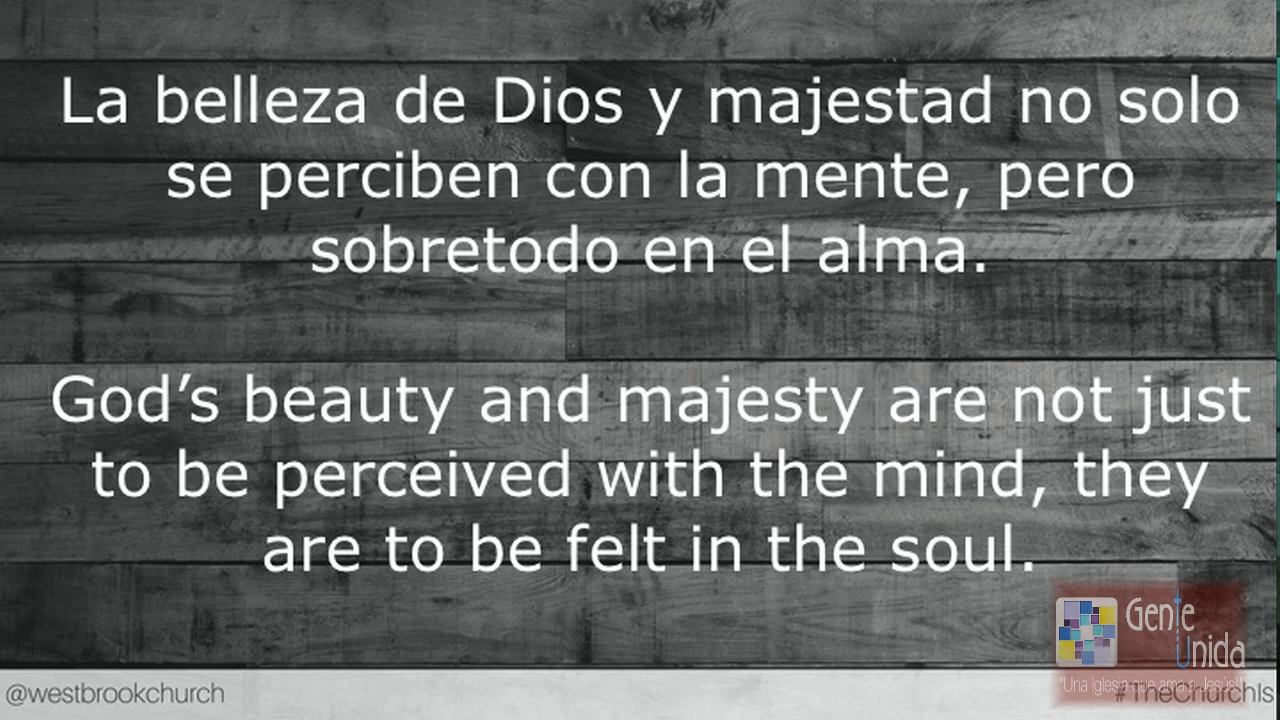 La belleza de Dios y majestad no solo
se perciben con la mente, pero
sobretodo en el alma.
God’s beauty and majesty are not just
to be perceived with the mind, they
are to be felt in the soul.
Gente
Unida
"Una Iglesia que ama a Jesús!"
@westbrookchurch
#TheChurchIs